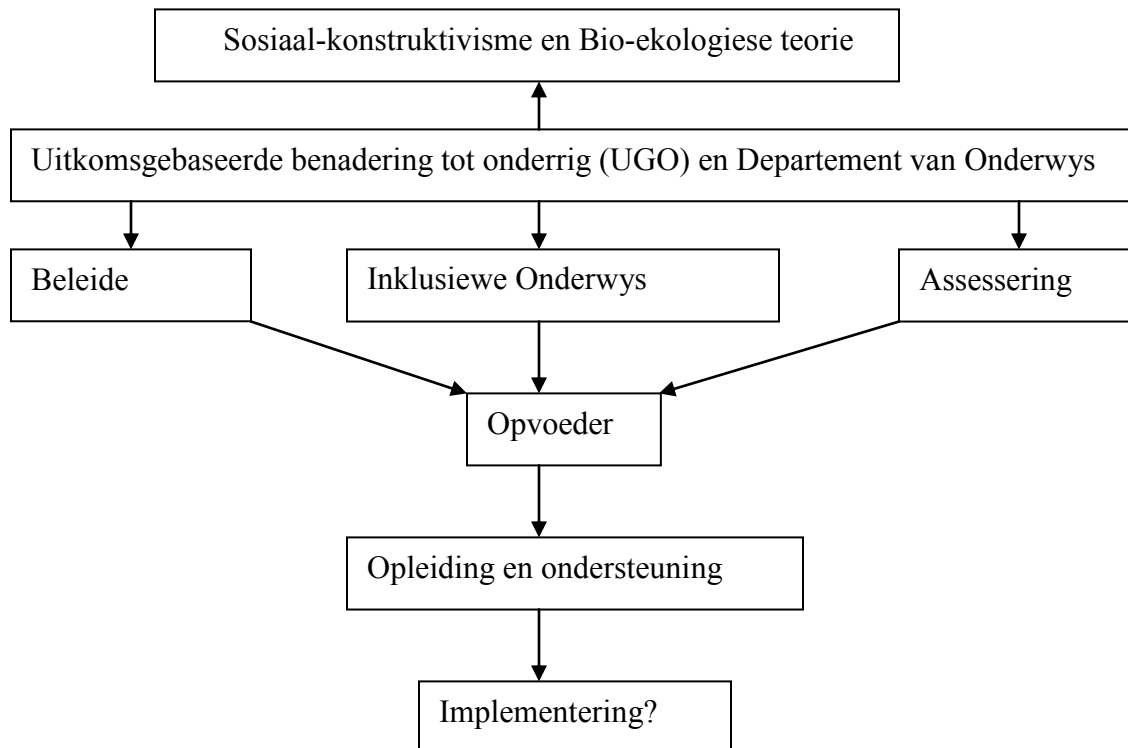 Sosiaal-konstruktivisme en Bio-ekologiese teorie
Uitkomsgebaseerde benadering tot onderrig (UGO) en Departement van Onderwys
Beleide
Inklusiewe Onderwys
Assessering
Opvoeder
Opleiding en ondersteuning
Implementering?